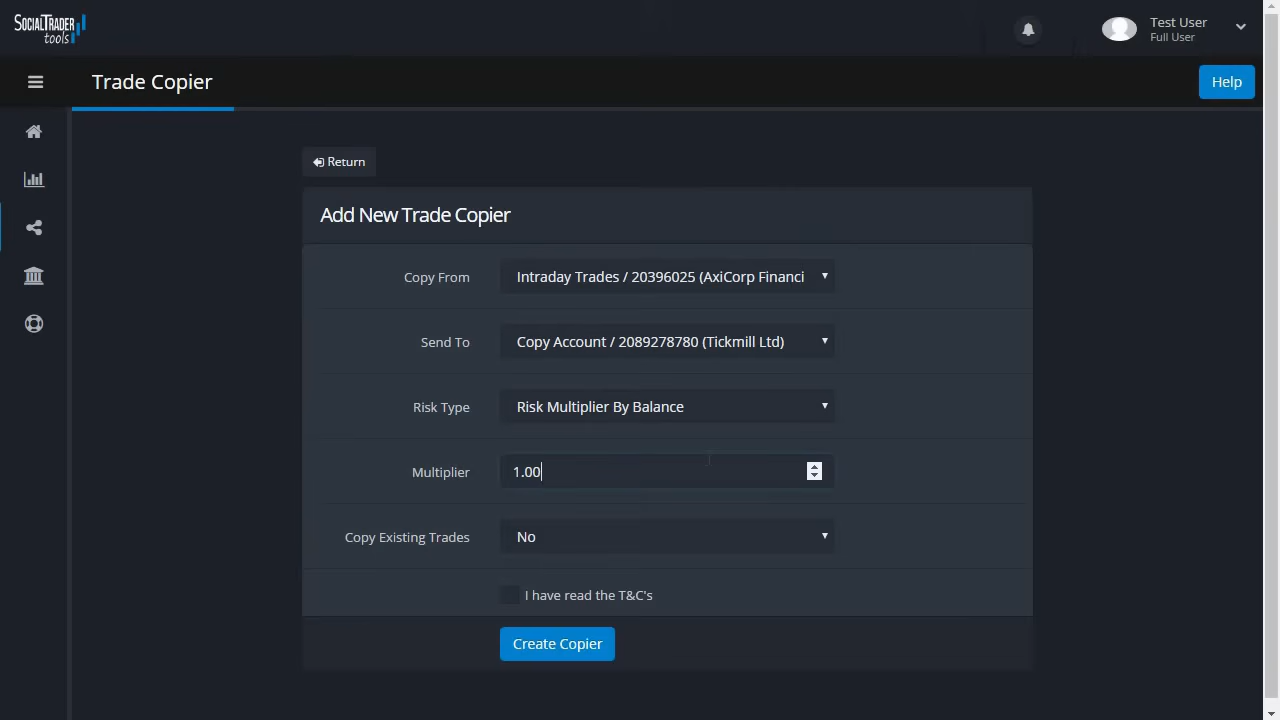 SOCIALTRADER
tools
Test User
Full User
Trade Copier
Help
Return
Add New Trade Copier
Copy From
Intraday Trades / 20396025 (AxiCorp Financi
Send To
Copy Account / 2089278780 (Tickmill Ltd)
Risk Type
Risk Multiplier By Balance
Multiplier
1.00
Copy Existing Trades
No
I have read the T&C's
Create Copier